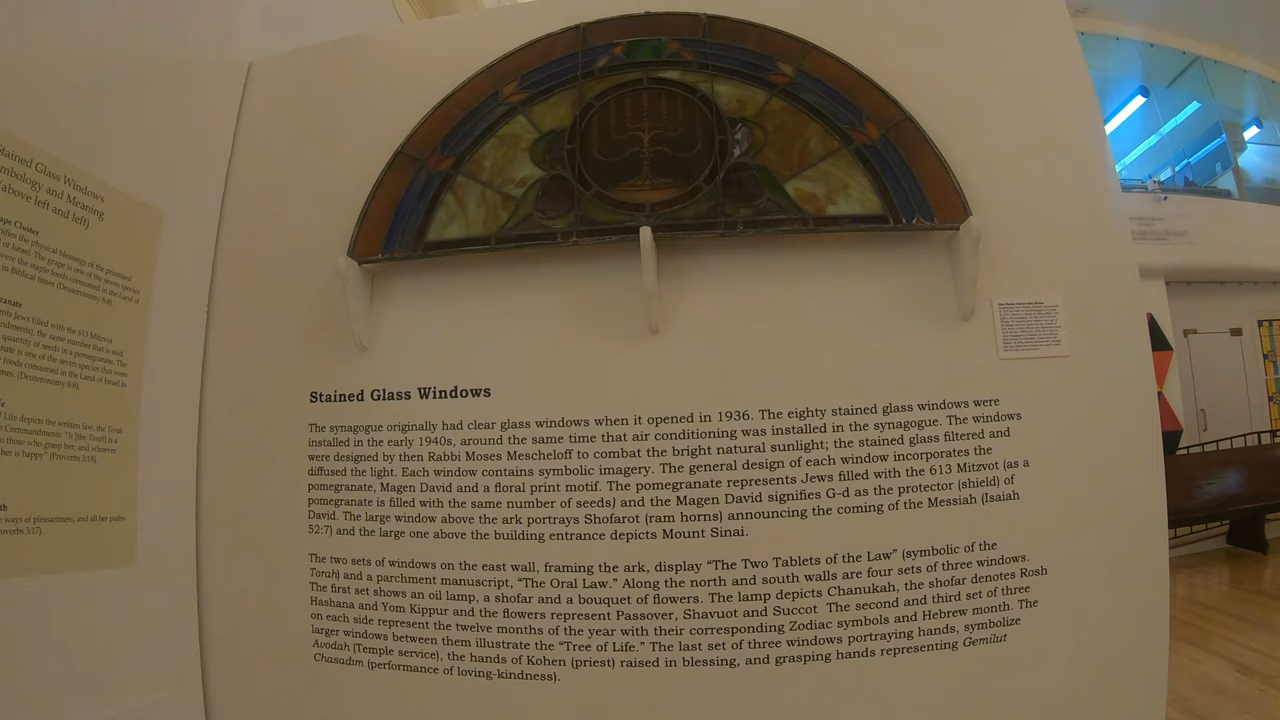 Stained Glass Windows
Symbology and Meaning
(above left and left)
Grape Cluster
the physical blessings of the promised
of Israel. The grape is one of the seven species
were the staple foods consumed in the Land of
in Biblical times (Deuteronomy 8:8).
Jews filled with the 613 Mitzvot
the same number that is said
quantity of seeds in a pomegranate. The
is one of the seven species that were
foods consumed in the Land of Israel in
(Deuteronomy 8:8).
Life depicts the written law, the Torah
Commandments. "It [the Torah] is a
to those who grasp her, and whoever
her is happy" (Proverbs 3:18).
ways of pleasantness, and all her paths
3:17).
Stained Glass Windows
The synagogue originally had clear glass windows when it opened in 1936. The eighty stained glass windows were
installed in the early 1940s, around the same time that air conditioning was installed in the synagogue. The windows
were designed by then Rabbi Moses Mescheloff to combat the bright natural sunlight; the stained glass filtered and
diffused the light. Each window contains symbolic imagery. The general design of each window incorporates the
pomegranate, Magen David and a floral print motif. The pomegranate represents Jews filled with the 613 Mitzvot (as a
pomegranate is filled with the same number of seeds) and the Magen David signifies G-d as the protector (shield) of
David. The large window above the ark portrays Shofarot (ram horns) announcing the coming of the Messiah (Isaiah
52:7) and the large one above the building entrance depicts Mount Sinai.
The two sets of windows on the east wall, framing the ark, display "The Two Tablets of the Law" (symbolic of the
Torah) and a parchment manuscript, "The Oral Law." Along the north and south walls are four sets of three windows.
The first set shows an oil lamp, a shofar and a bouquet of flowers. The lamp depicts Chanukah, the shofar denotes Rosh
Hashana and Yom Kippur and the flowers represent Passover, Shavuot and Succot The second and third set of three
on each side represent the twelve months of the year with their corresponding Zodiac symbols and Hebrew month. The
larger windows between them illustrate the "Tree of Life." The last set of three windows portraying hands, symbolize
Avodah (Temple service), the hands of Kohen (priest) raised in blessing, and grasping hands representing Gemilut
Chasadim (performance of loving-kindness).